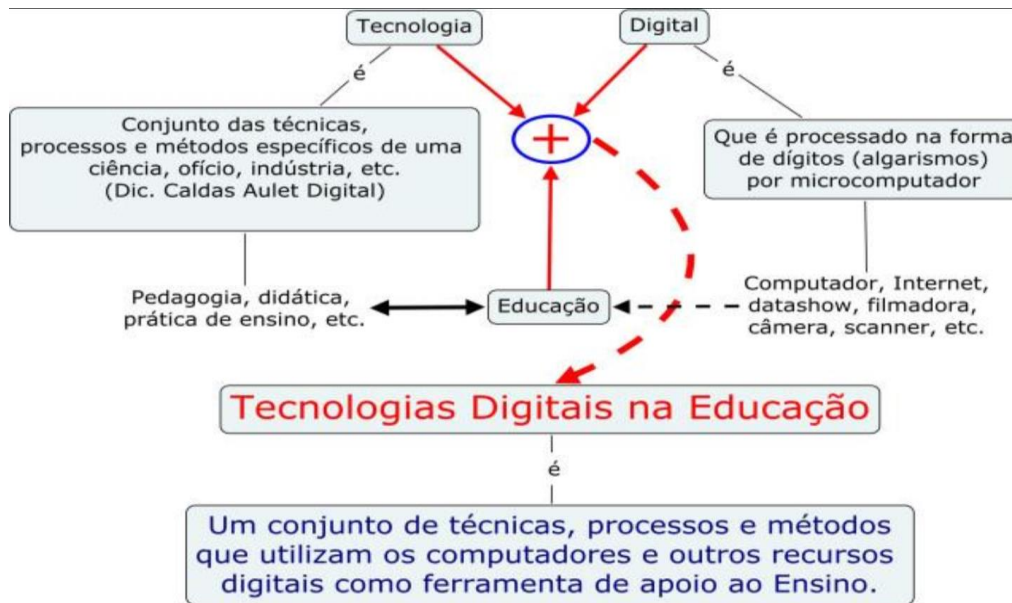 Tecnologia
Digital
é
é
Conjunto das técnicas,
processos e métodos específicos de uma
ciência, ofício, indústria, etc.
(Dic. Caldas Aulet Digital)
+
Que é processado na forma
de dígitos (algarismos)
por microcomputador
Pedagogia, didática,
prática de ensino, etc.
Educação
Computador, Internet,
datashow, filmadora,
câmera, scanner, etc.
Tecnologias Digitais na Educação
é
Um conjunto de técnicas, processos e métodos
que utilizam os computadores e outros recursos
digitais como ferramenta de apoio ao Ensino.